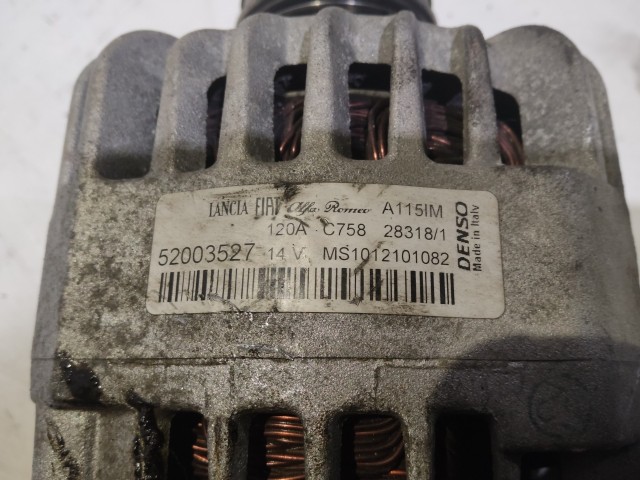 LANCIA FIAT Alfa Romeo A115IM
120A C758 28318/1
52003527 14 V MS1012101082
DENSO
Made in Italy